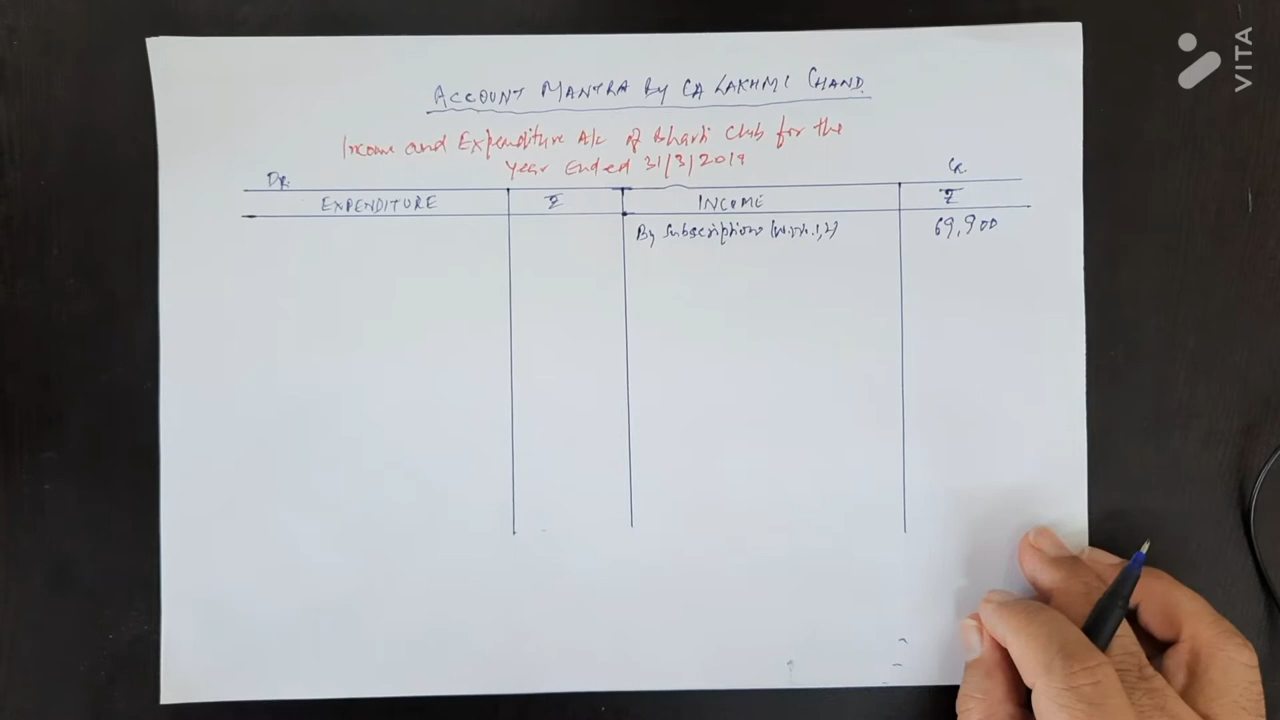 ACCOUNT MANTRA By CA LAKHMI CHAND
Income and Expenditure A/c of Bharti Club for the
Year Ended 31/3/2019
Dr. Cr
EXPENDITURE ₹ INCOME ₹
By Subscriptions (W.N.1,2) 69,900
VITA